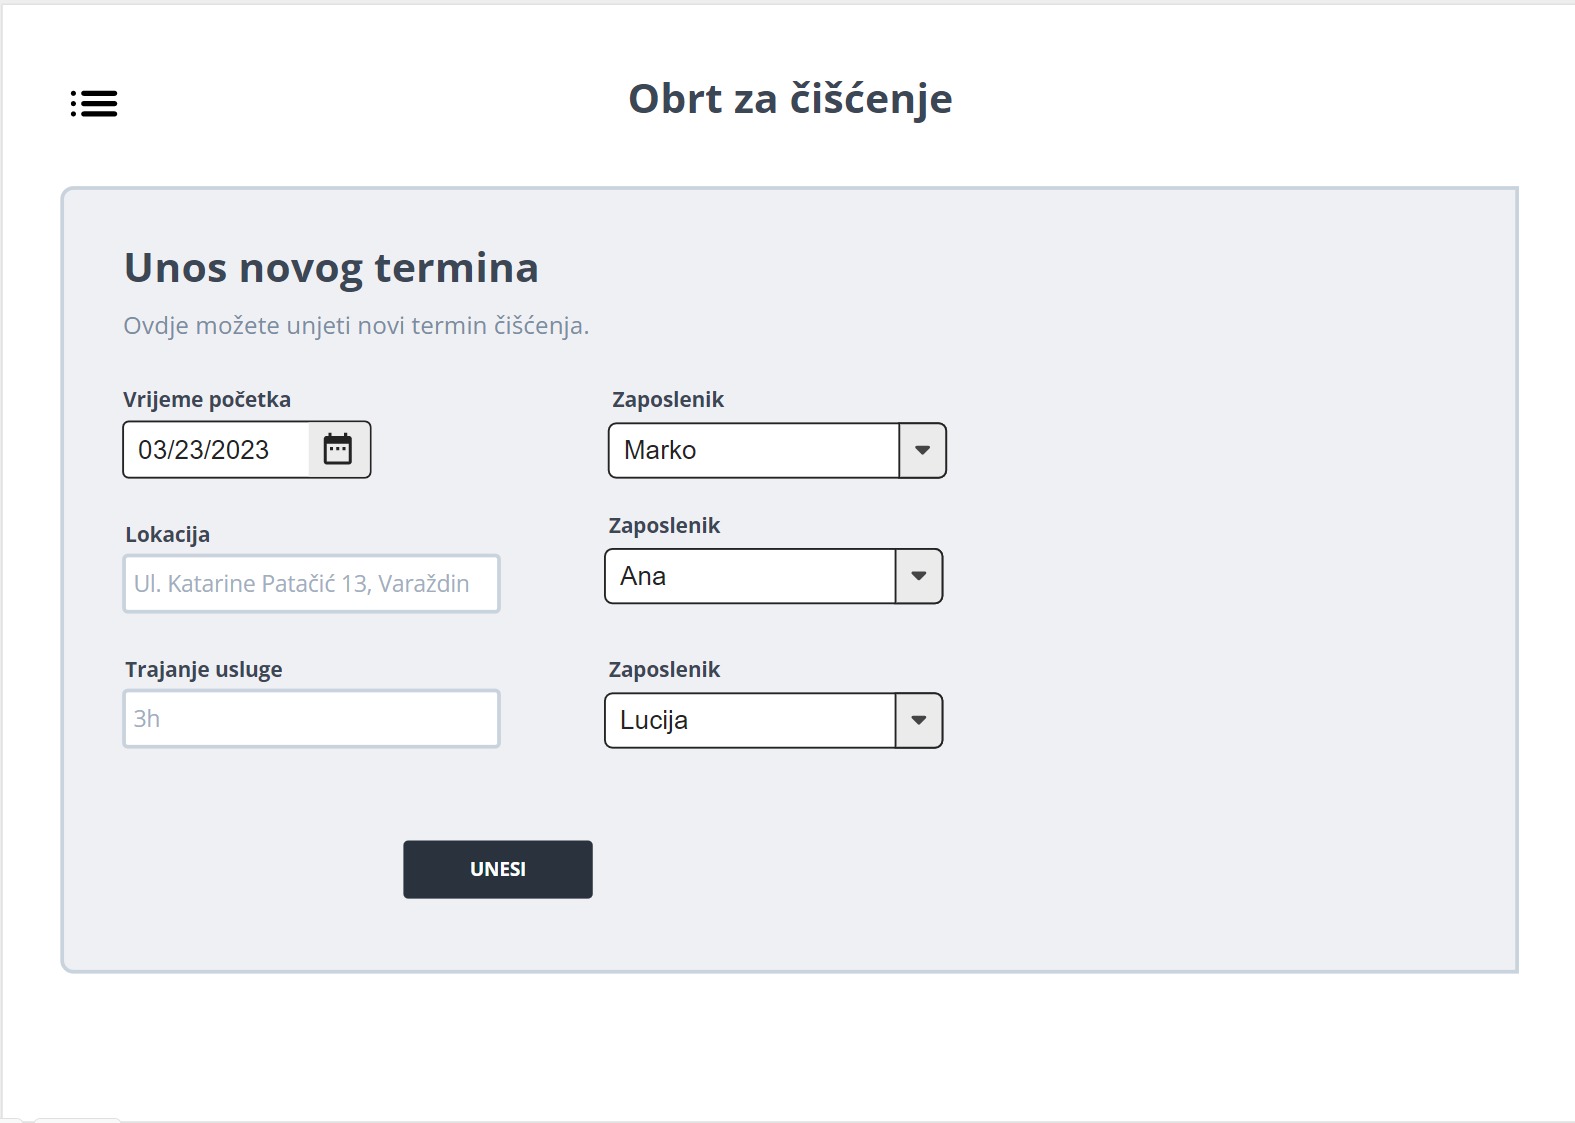 Obrt za čišćenje
Unos novog termina
Ovdje možete unjeti novi termin čišćenja.
Vrijeme početka
03/23/2023
Zaposlenik
Marko
Lokacija
Ul. Katarine Patačić 13, Varaždin
Zaposlenik
Ana
Trajanje usluge
3h
Zaposlenik
Lucija
UNESI